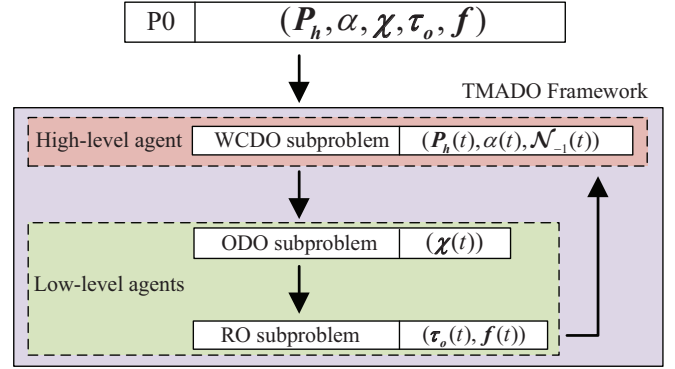 P0 (P_h, α, χ, τ_o, f)
TMADO Framework
High-level agent WCDO subproblem (P_h(t), α(t), 𝒩_{-1}(t))
ODO subproblem (χ(t))
Low-level agents
RO subproblem (τ_o(t), f(t))